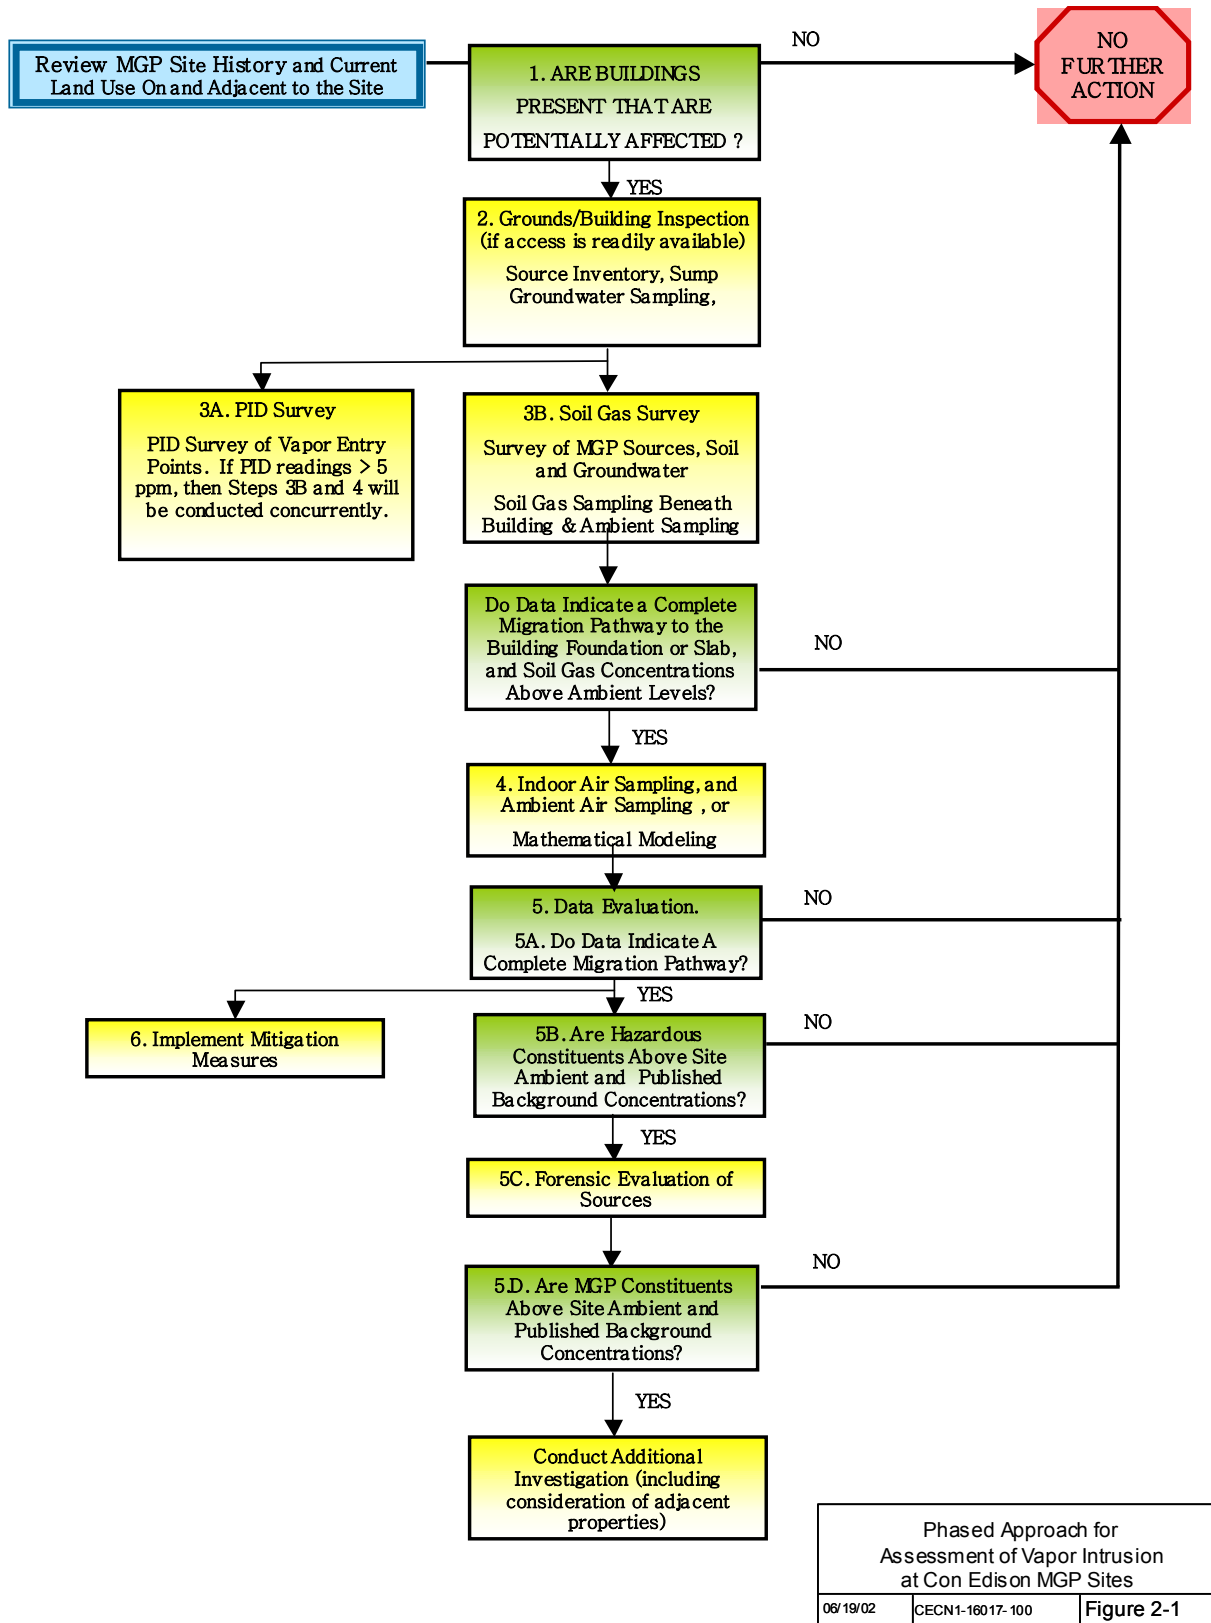 Review MGP Site History and Current
Land Use On and Adjacent to the Site
1. ARE BUILDINGS
PRESENT THAT ARE
POTENTIALLY AFFECTED ?
NO
NO
FURTHER
ACTION
YES
2. Grounds/Building Inspection
(if access is readily available)
Source Inventory, Sump
Groundwater Sampling,
3A. PID Survey
PID Survey of Vapor Entry
Points. If PID readings > 5
ppm, then Steps 3B and 4 will
be conducted concurrently.
3B. Soil Gas Survey
Survey of MGP Sources, Soil
and Groundwater
Soil Gas Sampling Beneath
Building & Ambient Sampling
Do Data Indicate a Complete
Migration Pathway to the
Building Foundation or Slab,
and Soil Gas Concentrations
Above Ambient Levels?
NO
YES
4. Indoor Air Sampling, and
Ambient Air Sampling , or
Mathematical Modeling
5. Data Evaluation.
5A. Do Data Indicate A
Complete Migration Pathway?
NO
YES
6. Implement Mitigation
Measures
5B. Are Hazardous
Constituents Above Site
Ambient and Published
Background Concentrations?
NO
YES
5C. Forensic Evaluation of
Sources
5.D. Are MGP Constituents
Above Site Ambient and
Published Background
Concentrations?
NO
YES
Conduct Additional
Investigation (including
consideration of adjacent
properties)
Phased Approach for
Assessment of Vapor Intrusion
at Con Edison MGP Sites
06/19/02 CECN1-16017-100 Figure 2-1